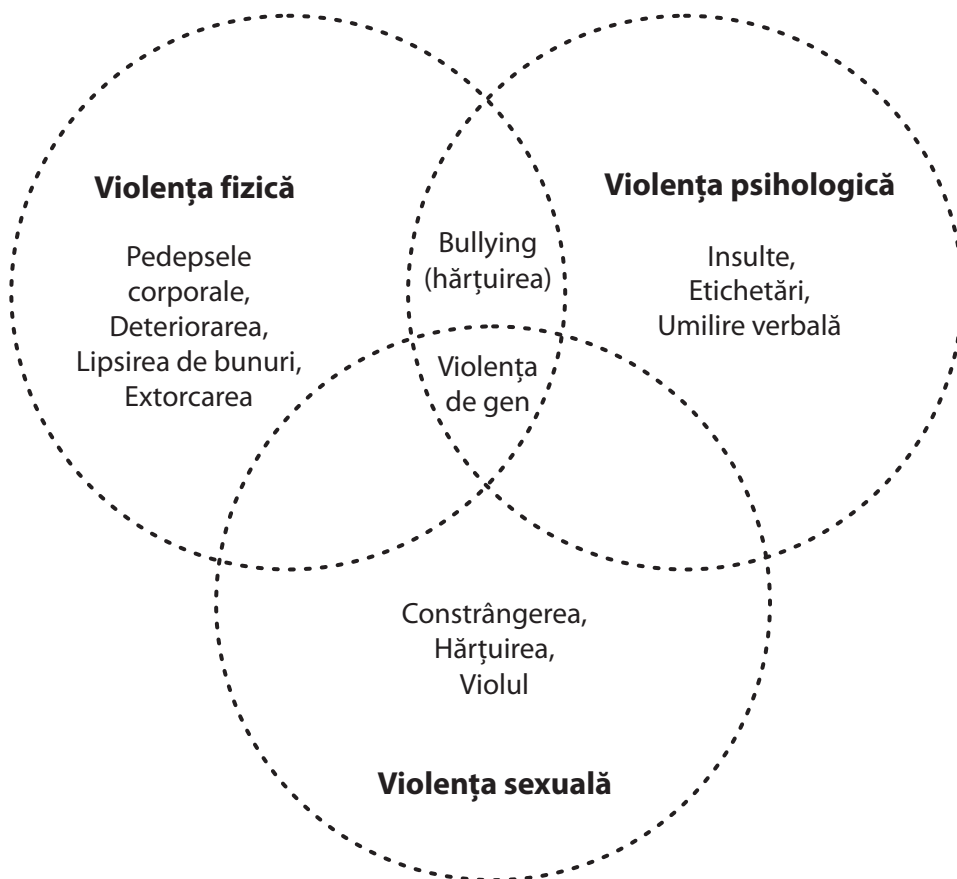 Violența fizică
Pedepsele
corporale,
Deteriorarea,
Lipsirea de bunuri,
Extorcarea
Bullying
(hărțuirea)
Violența
de gen
Violența psihologică
Insulte,
Etichetări,
Umilire verbală
Constrângerea,
Hărțuirea,
Violul
Violența sexuală